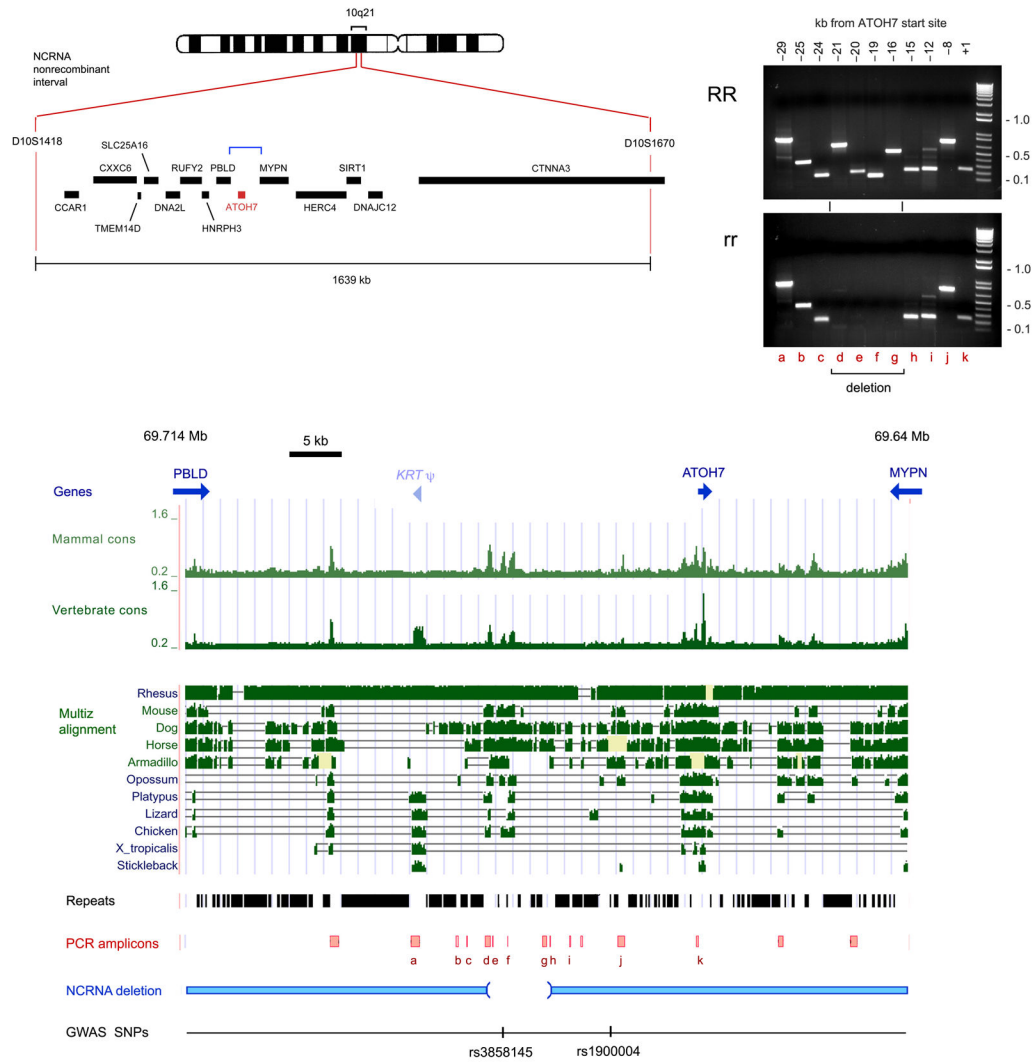 10q21
NCRNA
nonrecombinant
interval
D10S1418
D10S1670
SLC25A16
CXXC6
RUFY2
PBLD
MYPN
SIRT1
CTNNA3
CCAR1
DNA2L
ATOH7
HERC4
DNAJC12
TMEM14D
HNRPH3
1639 kb
kb from ATOH7 start site
−29 −25 −24 −21 −20 −19 −16 −15 −12 −8 +1
RR
- 1.0
- 0.5
- 0.1
rr
- 1.0
- 0.5
- 0.1
a b c d e f g h i j k
deletion
69.714 Mb
5 kb
69.64 Mb
PBLD
KRT ψ
ATOH7
MYPN
Genes
1.6
Mammal cons
0.2
1.6
Vertebrate cons
0.2
Multiz
alignment
Rhesus
Mouse
Dog
Horse
Armadillo
Opossum
Platypus
Lizard
Chicken
X_tropicalis
Stickleback
Repeats
PCR amplicons
a b c d e f g h i j k
NCRNA deletion
GWAS SNPs
rs3858145
rs1900004